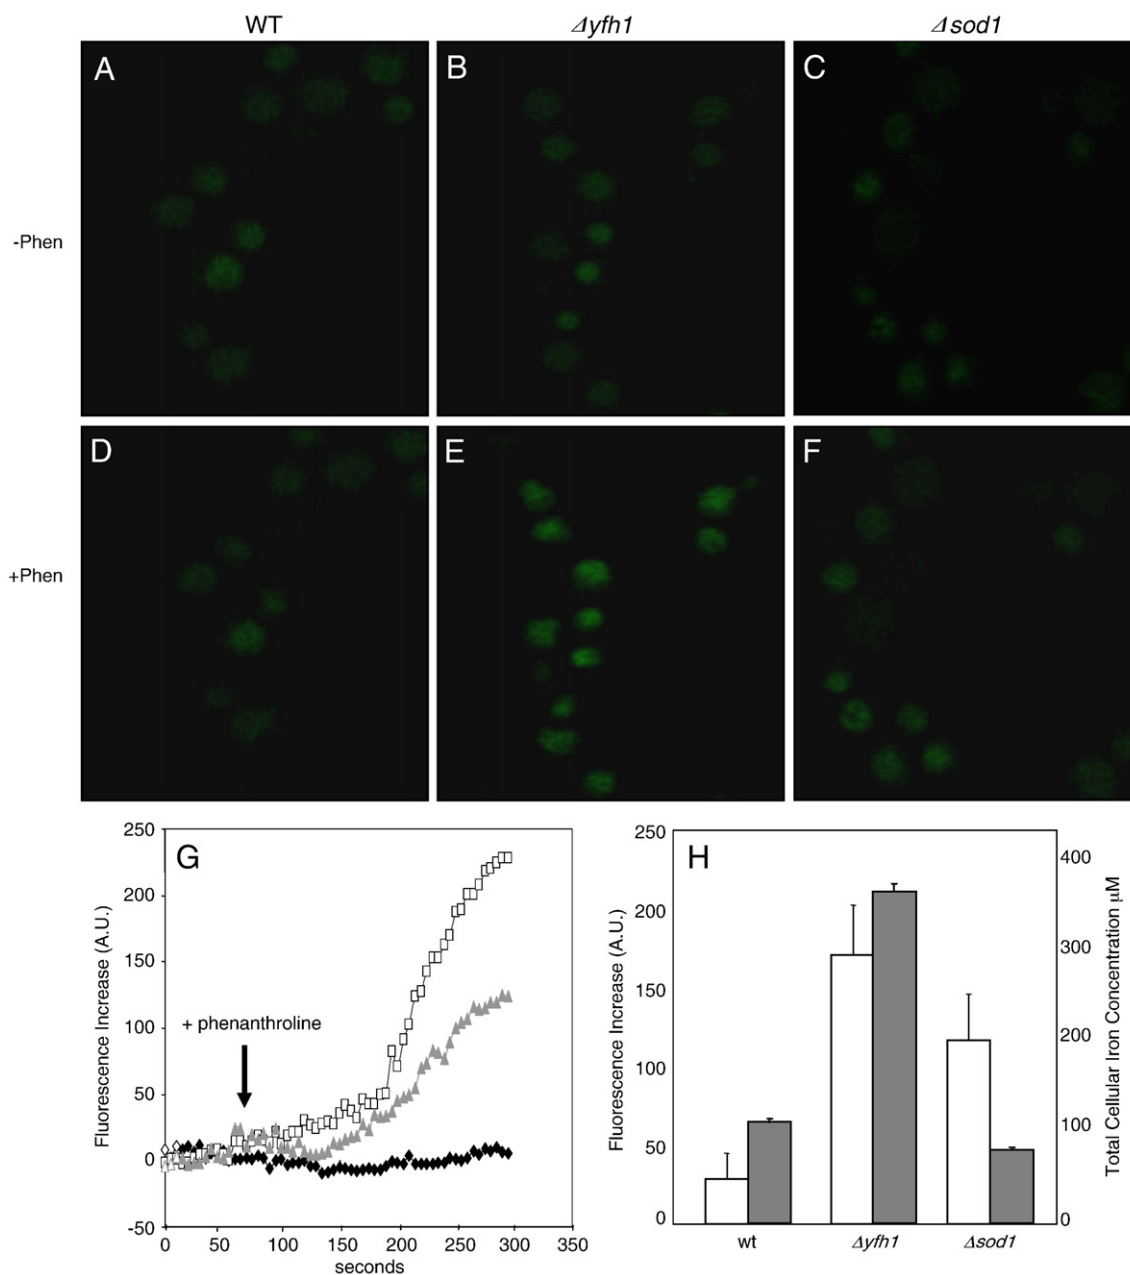 WT Δyfh1 Δsod1
A B C
-Phen
D E F
+Phen
G
250
200
150
100
50
0
-50
Fluorescence Increase (A.U.)
+ phenanthroline
0 50 100 150 200 250 300 350
seconds
H
250
200
150
100
50
0
Fluorescence Increase (A.U.)
400
300
200
100
0
Total Cellular Iron Concentration μM
wt Δyfh1 Δsod1